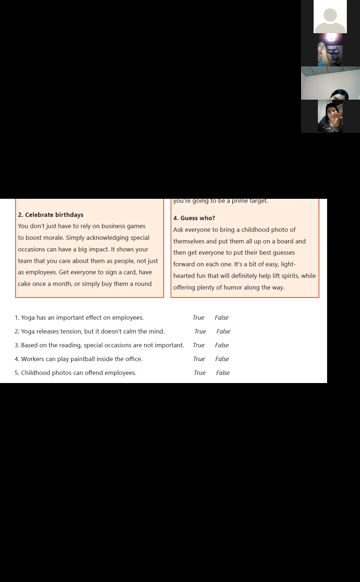 2. Celebrate birthdays
You don't just have to rely on business games
to boost morale. Simply acknowledging special
occasions can have a big impact. It shows your
team that you care about them as people, not just
as employees. Get everyone to sign a card, have
cake once a month, or simply buy them a round
you're going to be a prime target.
4. Guess who?
Ask everyone to bring a childhood photo of
themselves and put them all up on a board and
then get everyone to put their best guesses
forward on each one. It's a bit of easy, light-
hearted fun that will definitely help lift spirits, while
offering plenty of humor along the way.
1. Yoga has an important effect on employees. True False
2. Yoga releases tension, but it doesn't calm the mind. True False
3. Based on the reading, special occasions are not important. True False
4. Workers can play paintball inside the office. True False
5. Childhood photos can offend employees. True False